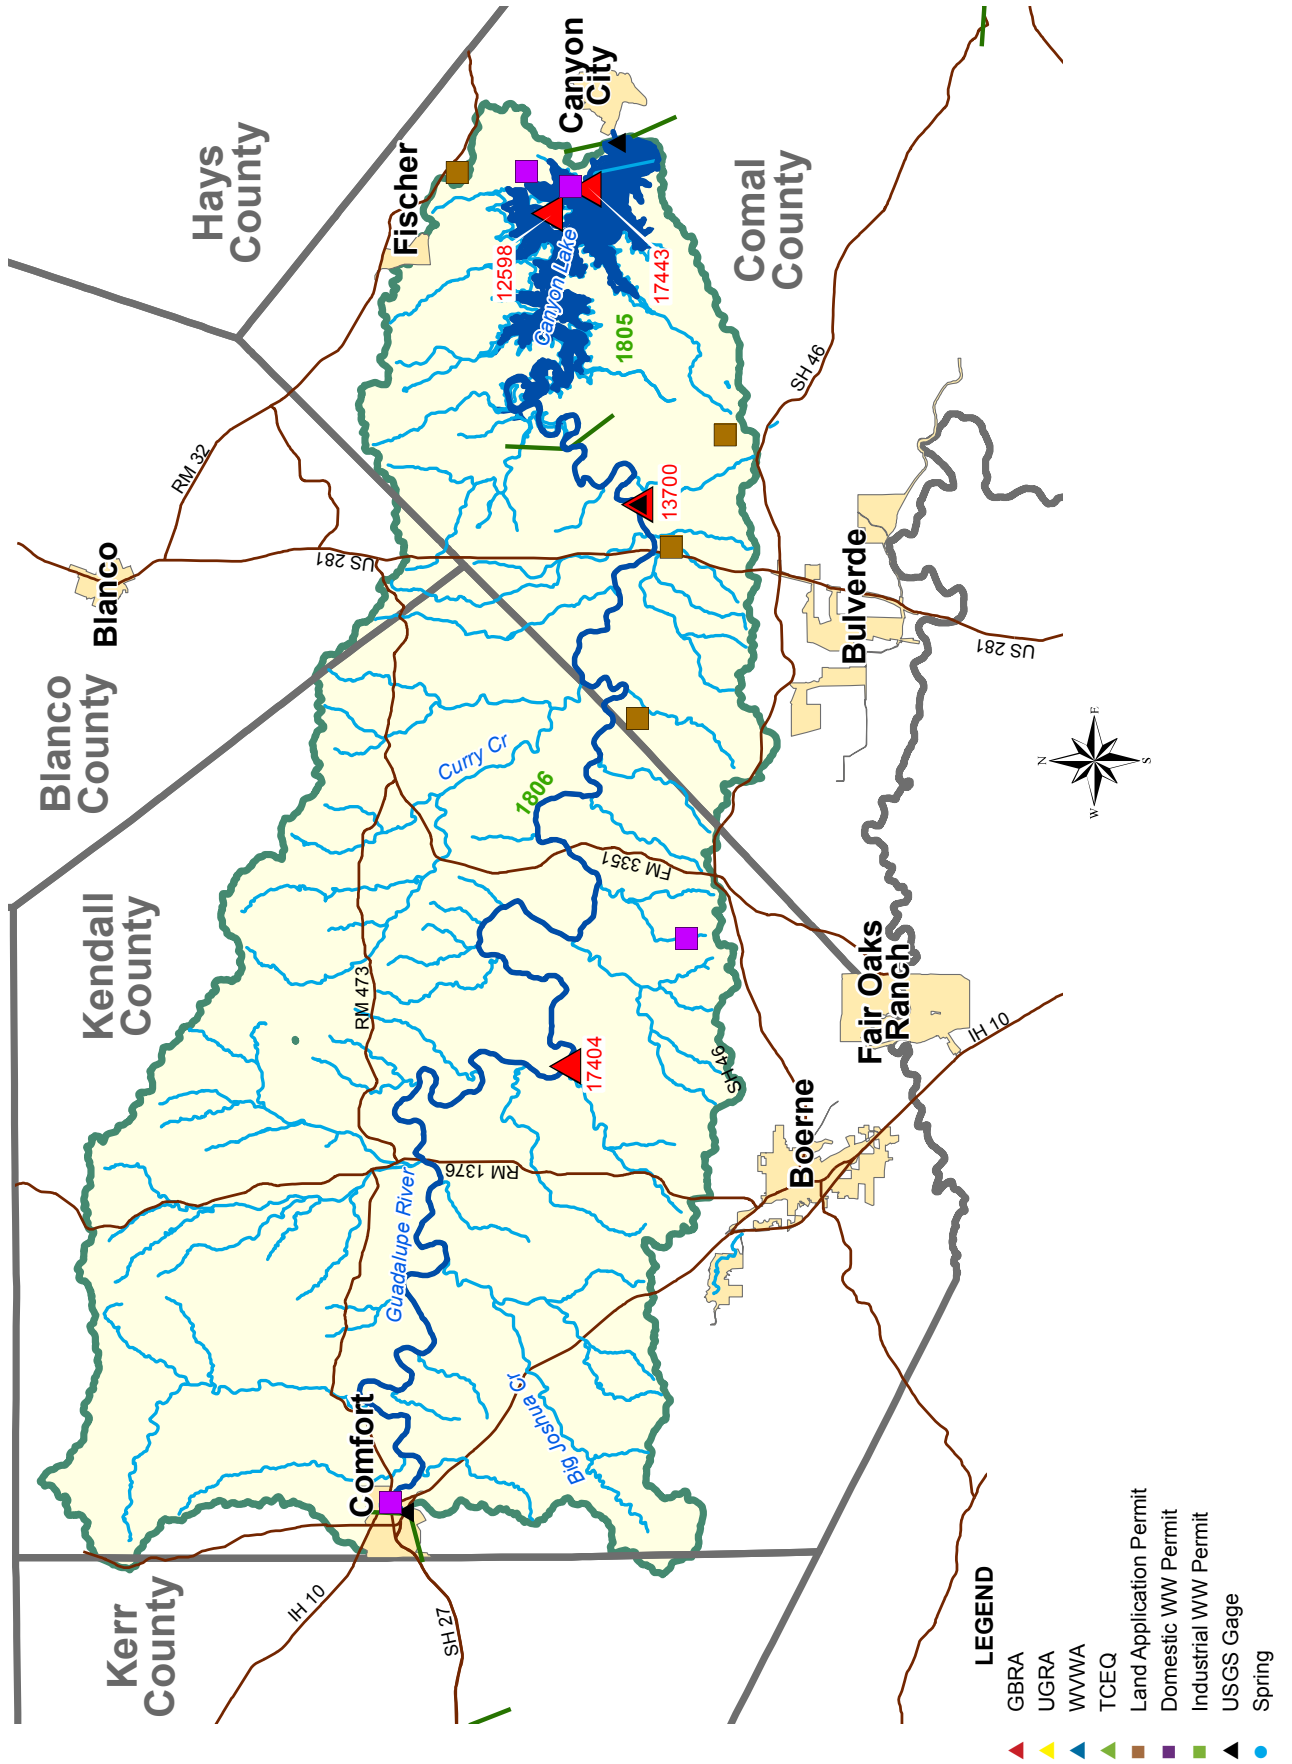 Kerr
County
Kendall
County
Blanco
County
Hays
County
Comal
County
Blanco
Fischer
Canyon
City
Comfort
Boerne
Fair Oaks
Ranch
Bulverde
IH 10
SH 27
RM 473
RM 1376
RM 32
US 281
FM 3351
SH 46
SH 46
US 281
IH 10
Guadalupe River
Big Joshua Cr
Curry Cr
Canyon Lake
1806
1805
17404
13700
12598
17443
N
E
S
W
LEGEND
GBRA
UGRA
WVWA
TCEQ
Land Application Permit
Domestic WW Permit
Industrial WW Permit
USGS Gage
Spring